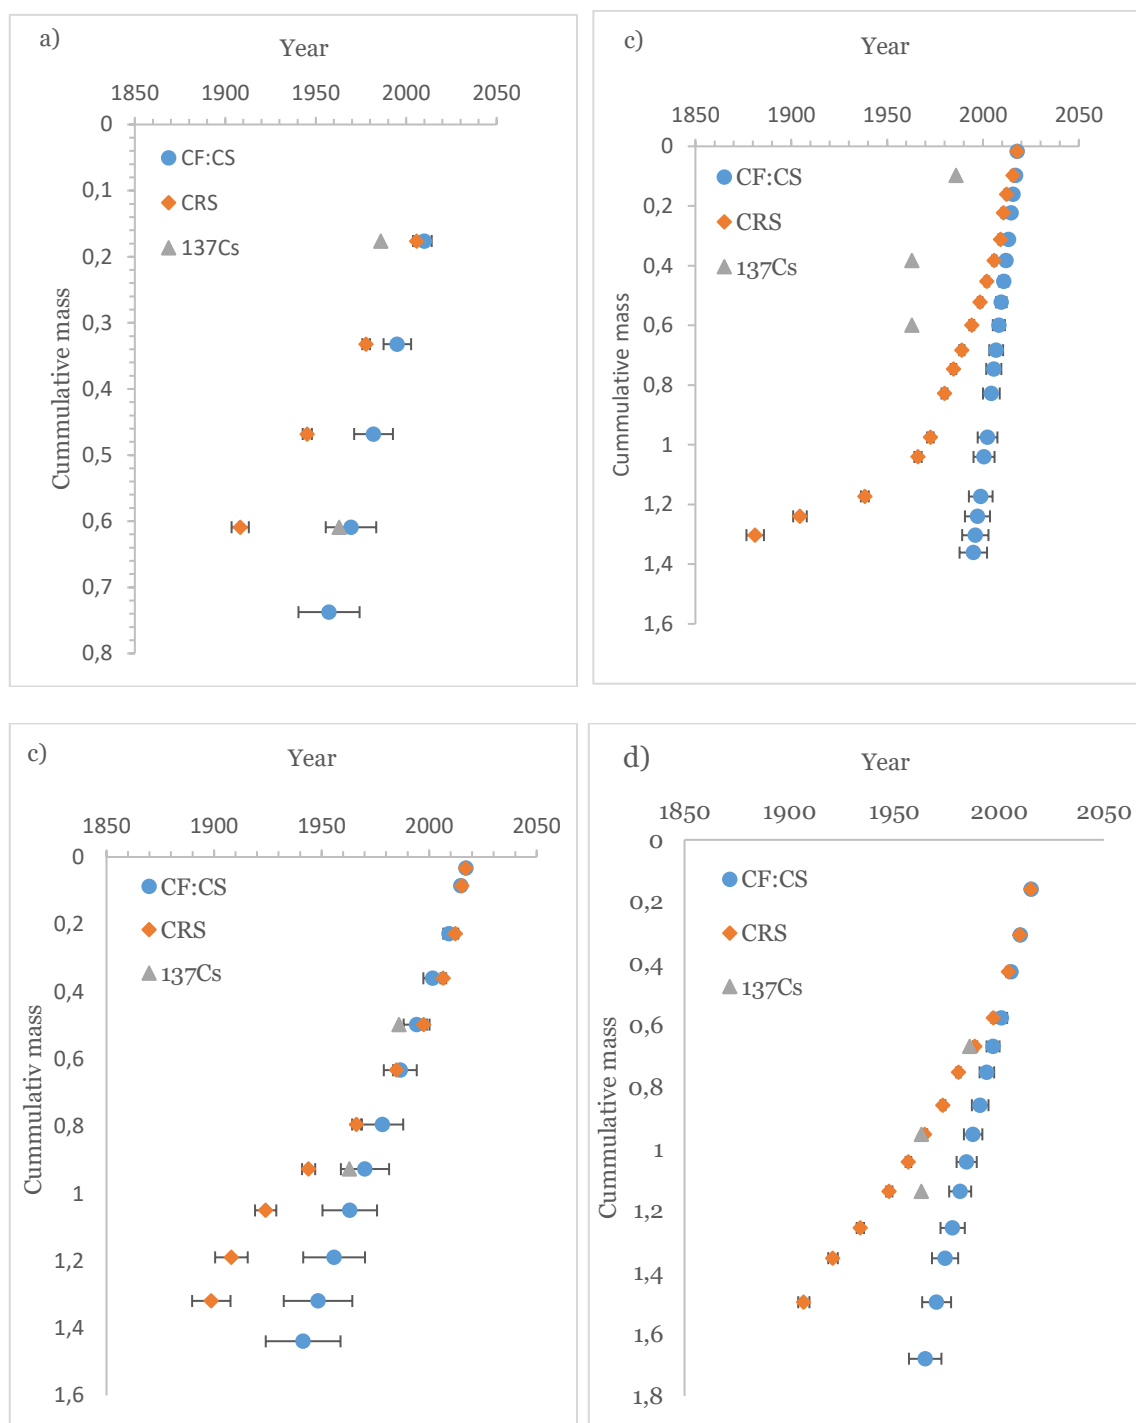 a)
Year
1850 1900 1950 2000 2050
0
0,1
0,2
0,3
0,4
0,5
0,6
0,7
0,8
Cummulative mass
CF:CS
CRS
137Cs
c)
Year
1850 1900 1950 2000 2050
0
0,2
0,4
0,6
0,8
1
1,2
1,4
1,6
Cummulative mass
CF:CS
CRS
137Cs
c)
Year
1850 1900 1950 2000 2050
0
0,2
0,4
0,6
0,8
1
1,2
1,4
1,6
Cummulativ mass
CF:CS
CRS
137Cs
d)
Year
1850 1900 1950 2000 2050
0
0,2
0,4
0,6
0,8
1
1,2
1,4
1,6
1,8
Cummulative mass
CF:CS
CRS
137Cs